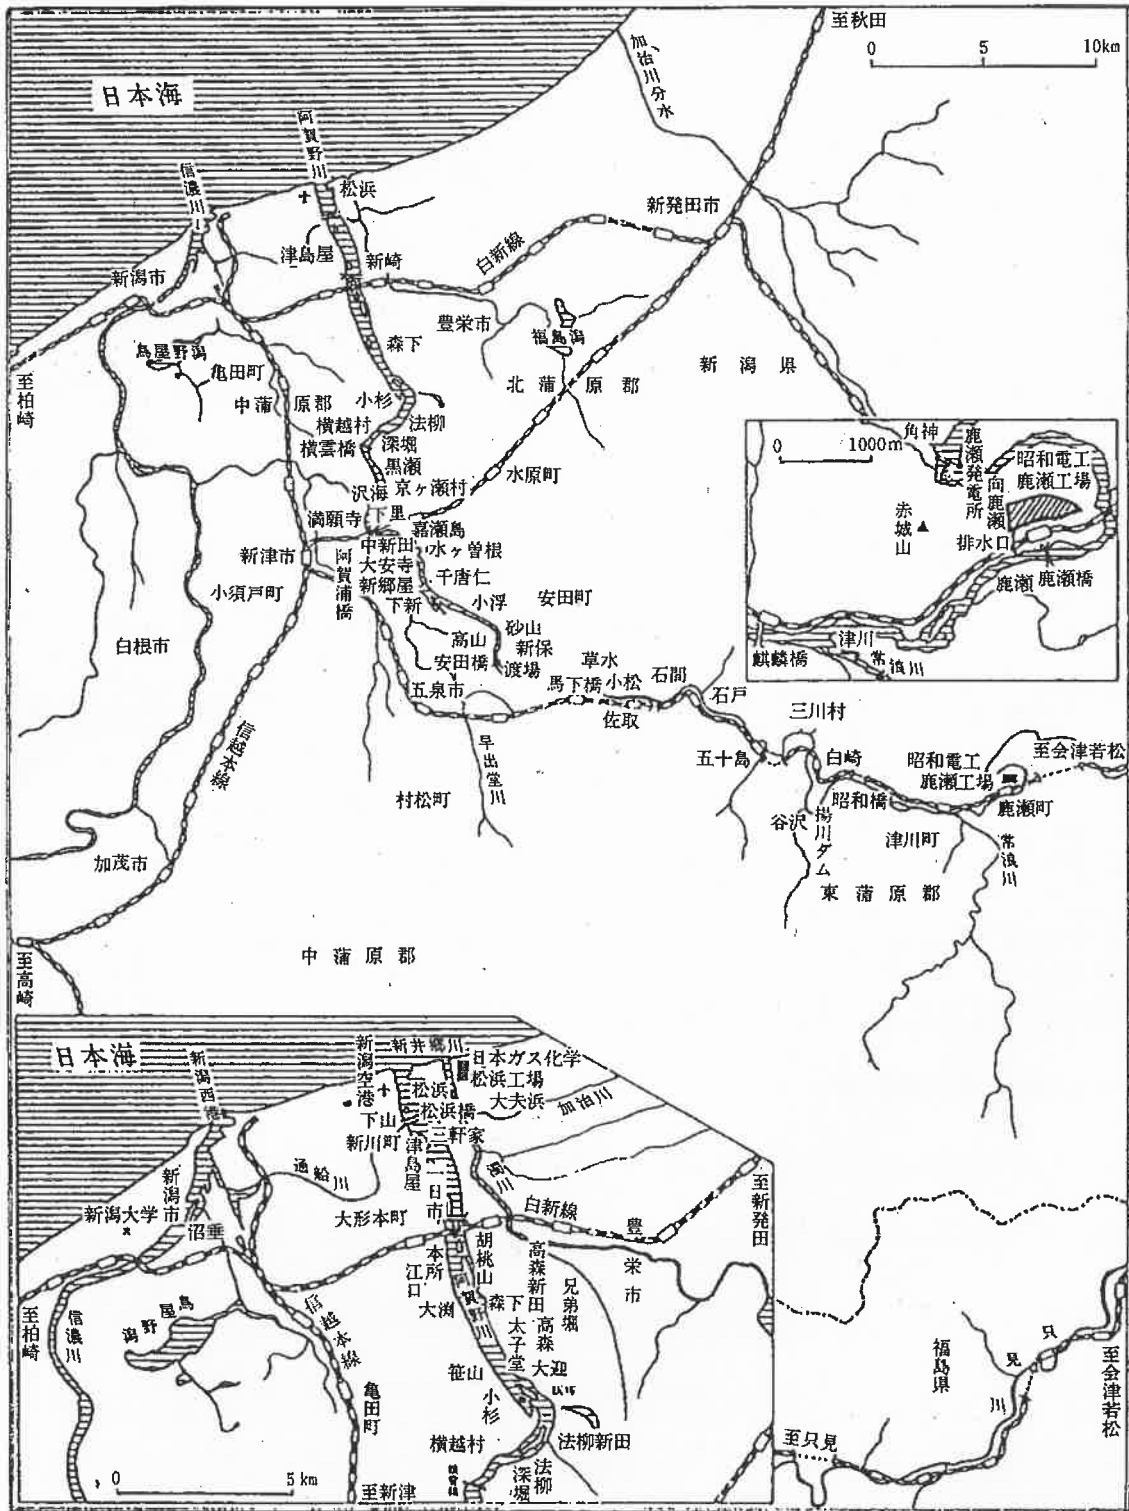 至秋田
0 5 10km
加治川分水
日本海
阿賀野川
信濃川
松浜
新発田市
津島屋
新崎
白新線
新潟市
豊栄市
福島潟
森下
鳥屋野潟
亀田町
新潟県
至柏崎
北蒲原郡
中蒲原郡
小杉
法柳
横越村
横雲橋
深堀
黒瀬
京ヶ瀬村
水原町
沢海
下里
満願寺
嘉瀬島
中新田
水ヶ曽根
大安寺
新郷屋
新津市
阿賀浦橋
千唐仁
小須戸町
下新
小浮
安田町
白根市
高山
砂山
新保
安田橋
渡場
草水
石間
五泉市
馬下橋
小松
石戸
佐取
三川村
信越本線
早出堂川
五十島
白崎
昭和電工
鹿瀬工場
至会津若松
村松町
昭和橋
鹿瀬町
谷沢
揚川ダム
津川町
常浪川
加茂市
東蒲原郡
中蒲原郡
至高崎
0 1000m
角神
鹿瀬発電所
向鹿瀬
昭和電工
鹿瀬工場
赤城山
排水口
鹿瀬
鹿瀬橋
津川
麒麟橋
常浪川
日本海
新潟西港
新潟空港
新井郷川
日本ガス化学
松浜工場
松浜
松浜橋
大夫浜
加治川
下山
新川町
三軒家
津島屋
通船川
新潟市
一日市
白新線
豊栄市
至新発田
新潟大学
沼垂
大形本町
本所
江口
胡桃山
高森新田
兄弟堀
阿賀野川
大渕
森下
高森
太子堂
鳥屋野潟
信越本線
至柏崎
信濃川
笹山
大迎
小杉
亀田町
横越村
法柳新田
法柳
深堀
0 5km
至新津
福島県
只見川
至会津若松
至只見